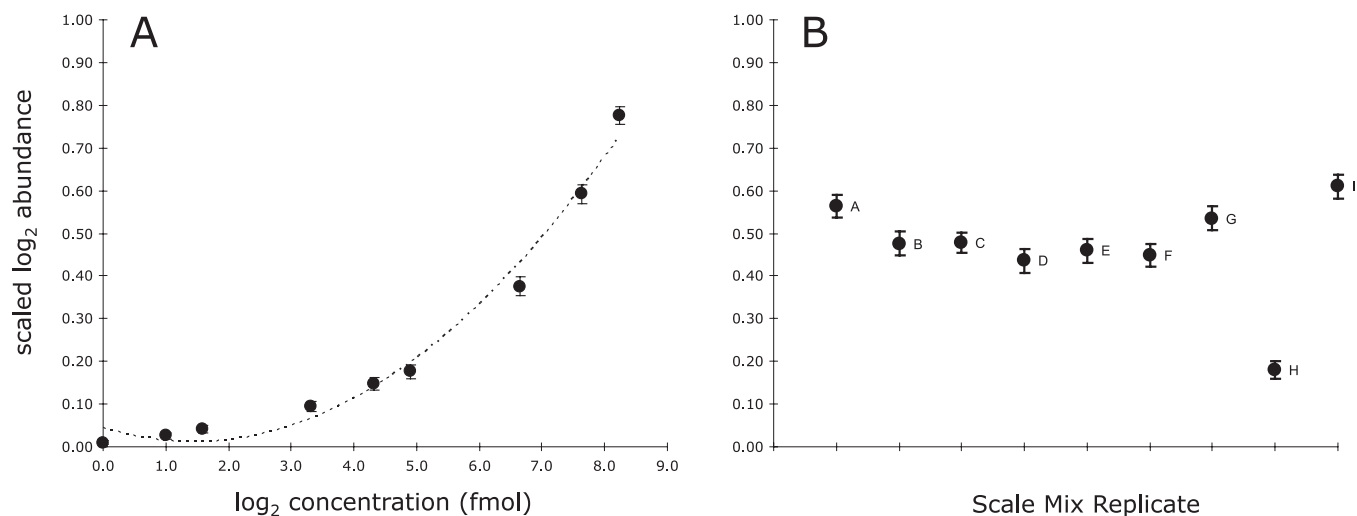 A
1.00
0.90
0.80
0.70
0.60
0.50
0.40
0.30
0.20
0.10
0.00
scaled log₂ abundance
0.0 1.0 2.0 3.0 4.0 5.0 6.0 7.0 8.0 9.0
log₂ concentration (fmol)
B
1.00
0.90
0.80
0.70
0.60
0.50
0.40
0.30
0.20
0.10
0.00
A
B
C
D
E
F
G
H
Scale Mix Replicate